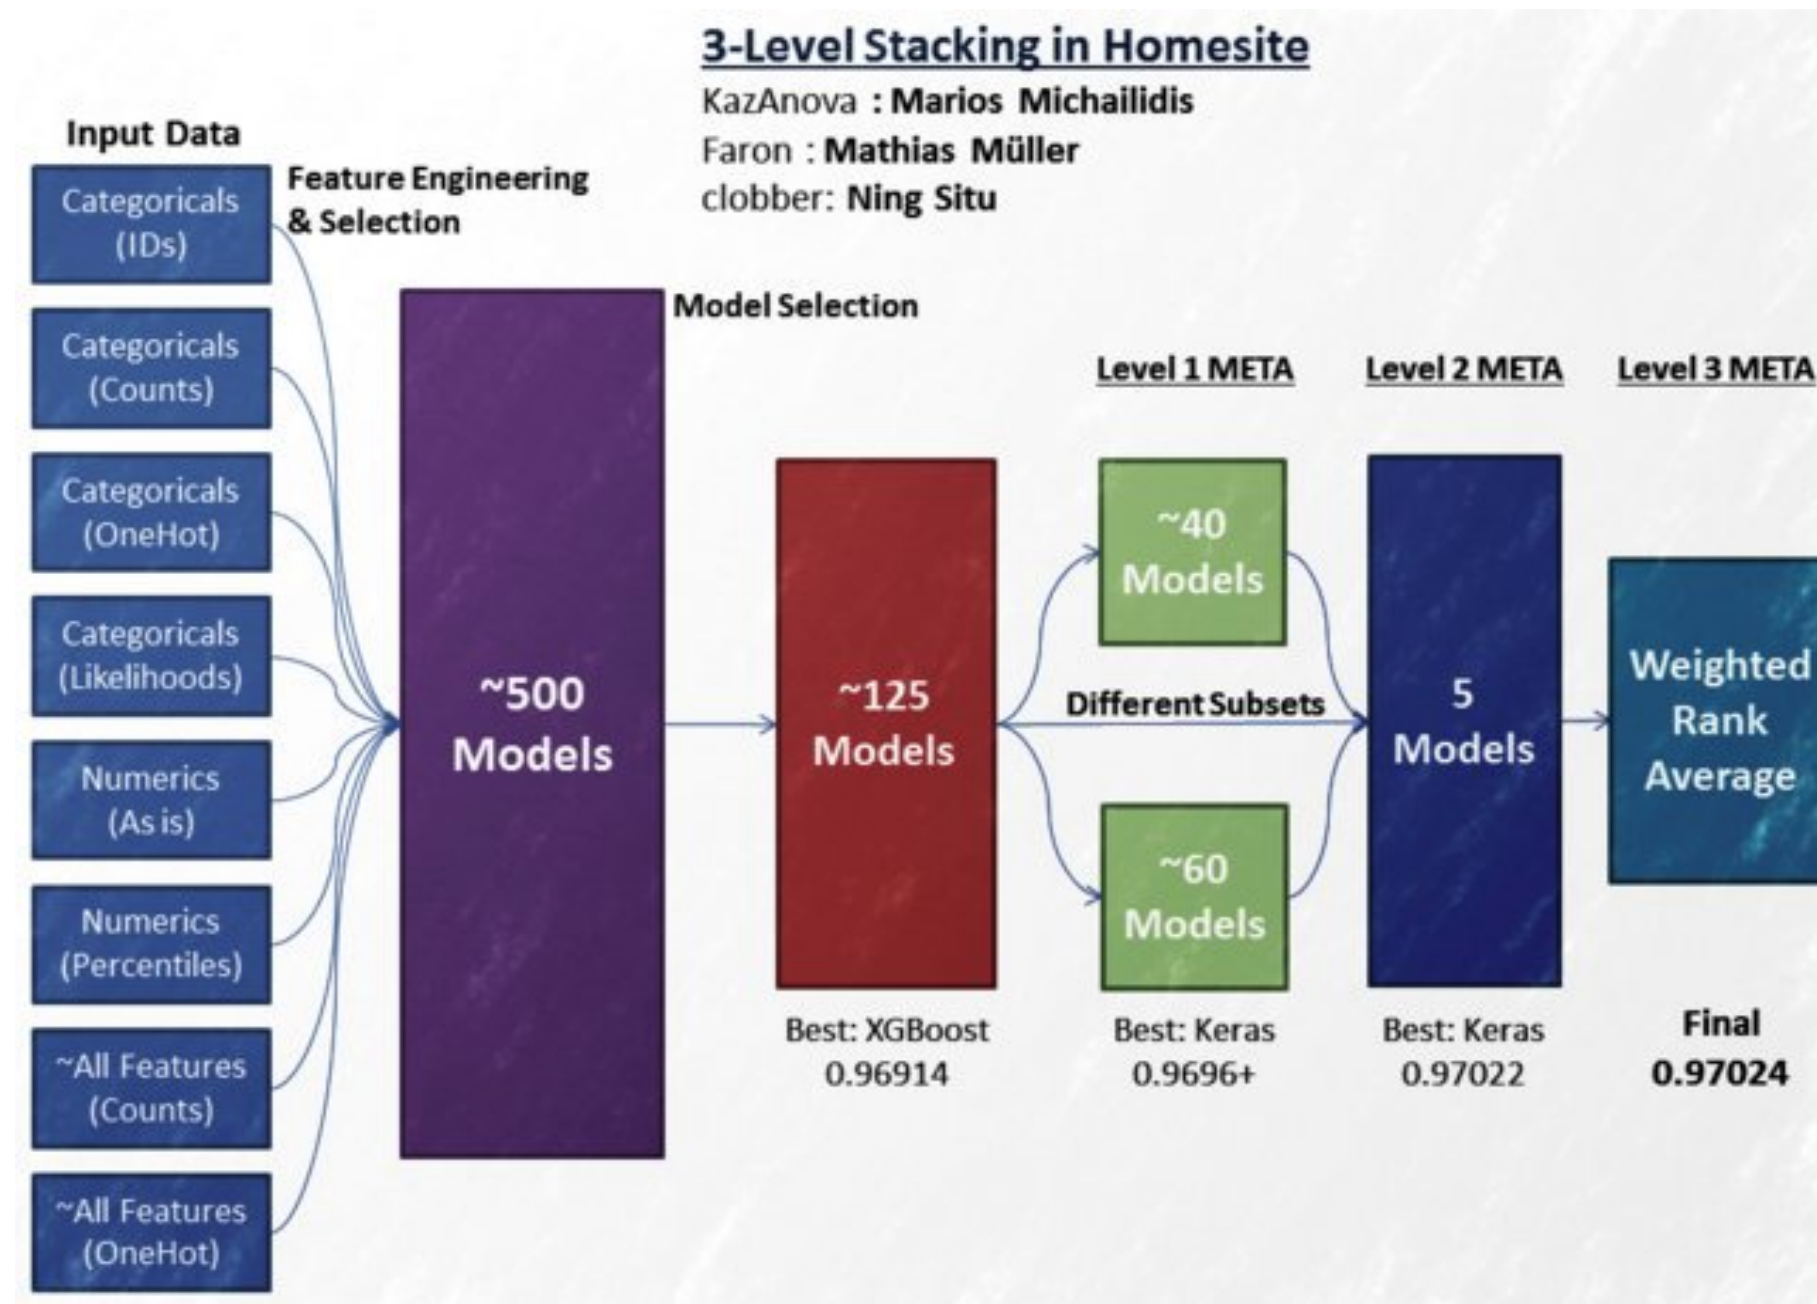 3-Level Stacking in Homesite
KazAnova : Marios Michailidis
Faron : Mathias Müller
clobber: Ning Situ
Input Data
Categoricals
(IDs)
Categoricals
(Counts)
Categoricals
(OneHot)
Categoricals
(Likelihoods)
Numerics
(As is)
Numerics
(Percentiles)
~All Features
(Counts)
~All Features
(OneHot)
Feature Engineering
& Selection
~500
Models
Model Selection
~125
Models
Best: XGBoost
0.96914
Level 1 META
~40
Models
Different Subsets
~60
Models
Best: Keras
0.9696+
Level 2 META
5
Models
Best: Keras
0.97022
Level 3 META
Weighted
Rank
Average
Final
0.97024